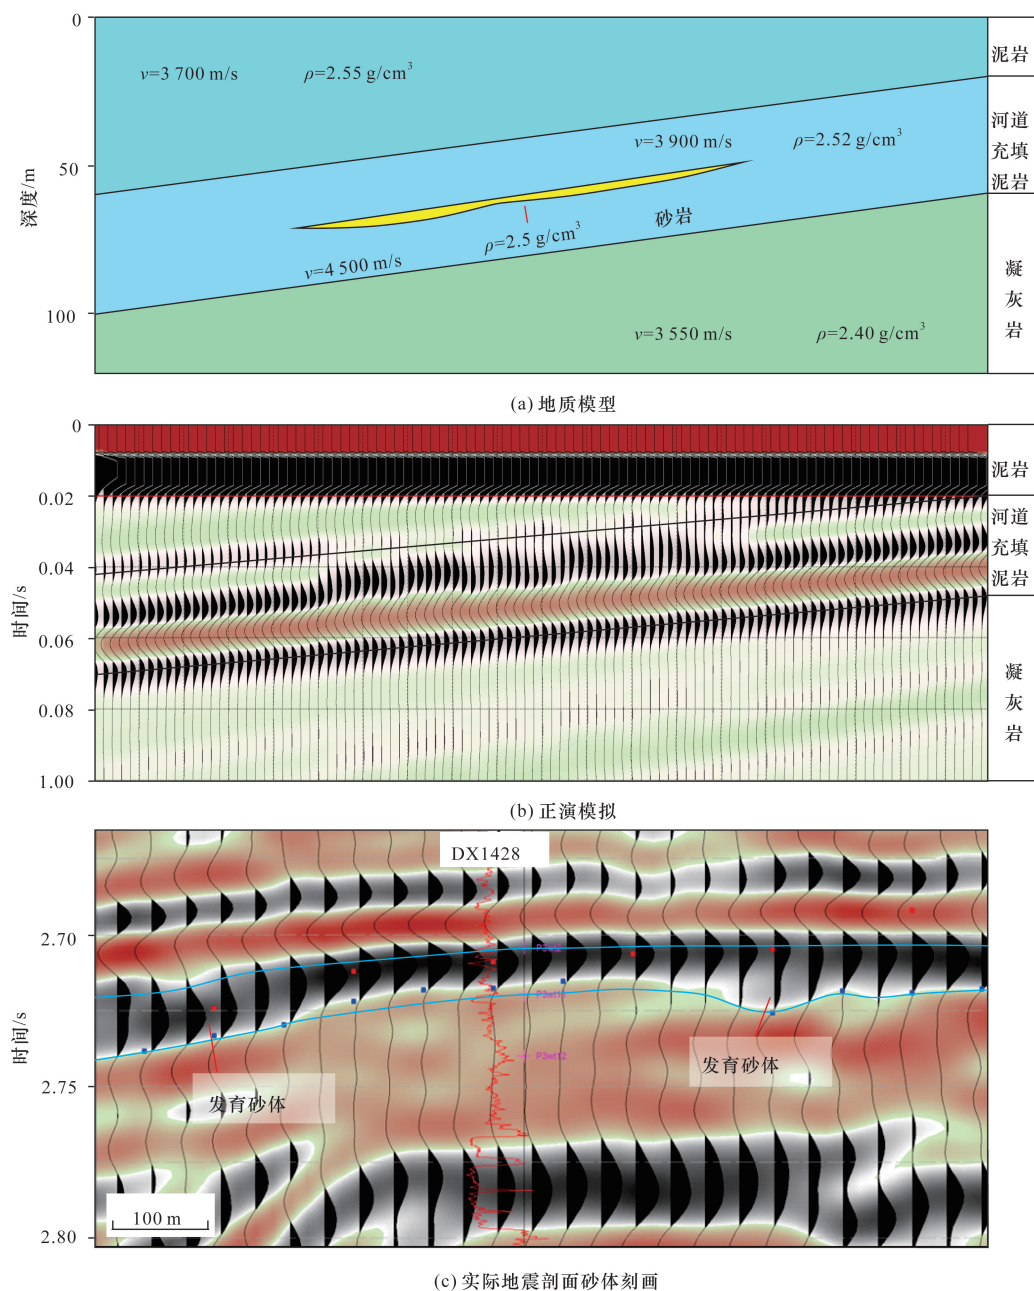 0
v=3 700 m/s
ρ=2.55 g/cm³
泥岩
v=3 900 m/s
ρ=2.52 g/cm³
河道
充填
泥岩
50
深度/m
砂岩
ρ=2.5 g/cm³
v=4 500 m/s
凝
灰
岩
100
v=3 550 m/s
ρ=2.40 g/cm³
(a) 地质模型
0
泥岩
0.02
河道
充填
泥岩
0.04
时间/s
0.06
凝
灰
岩
0.08
1.00
(b) 正演模拟
DX1428
2.70
时间/s
P3wt12
发育砂体
2.75
发育砂体
100 m
2.80
(c) 实际地震剖面砂体刻画